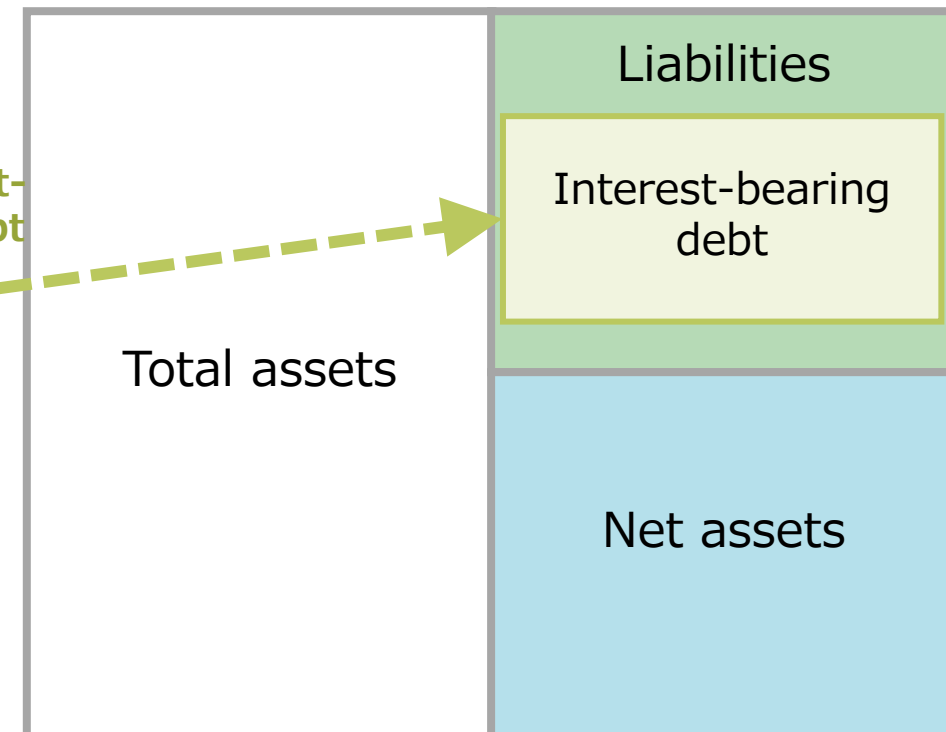 Liabilities
Interest-bearing
debt
Total assets
Net assets